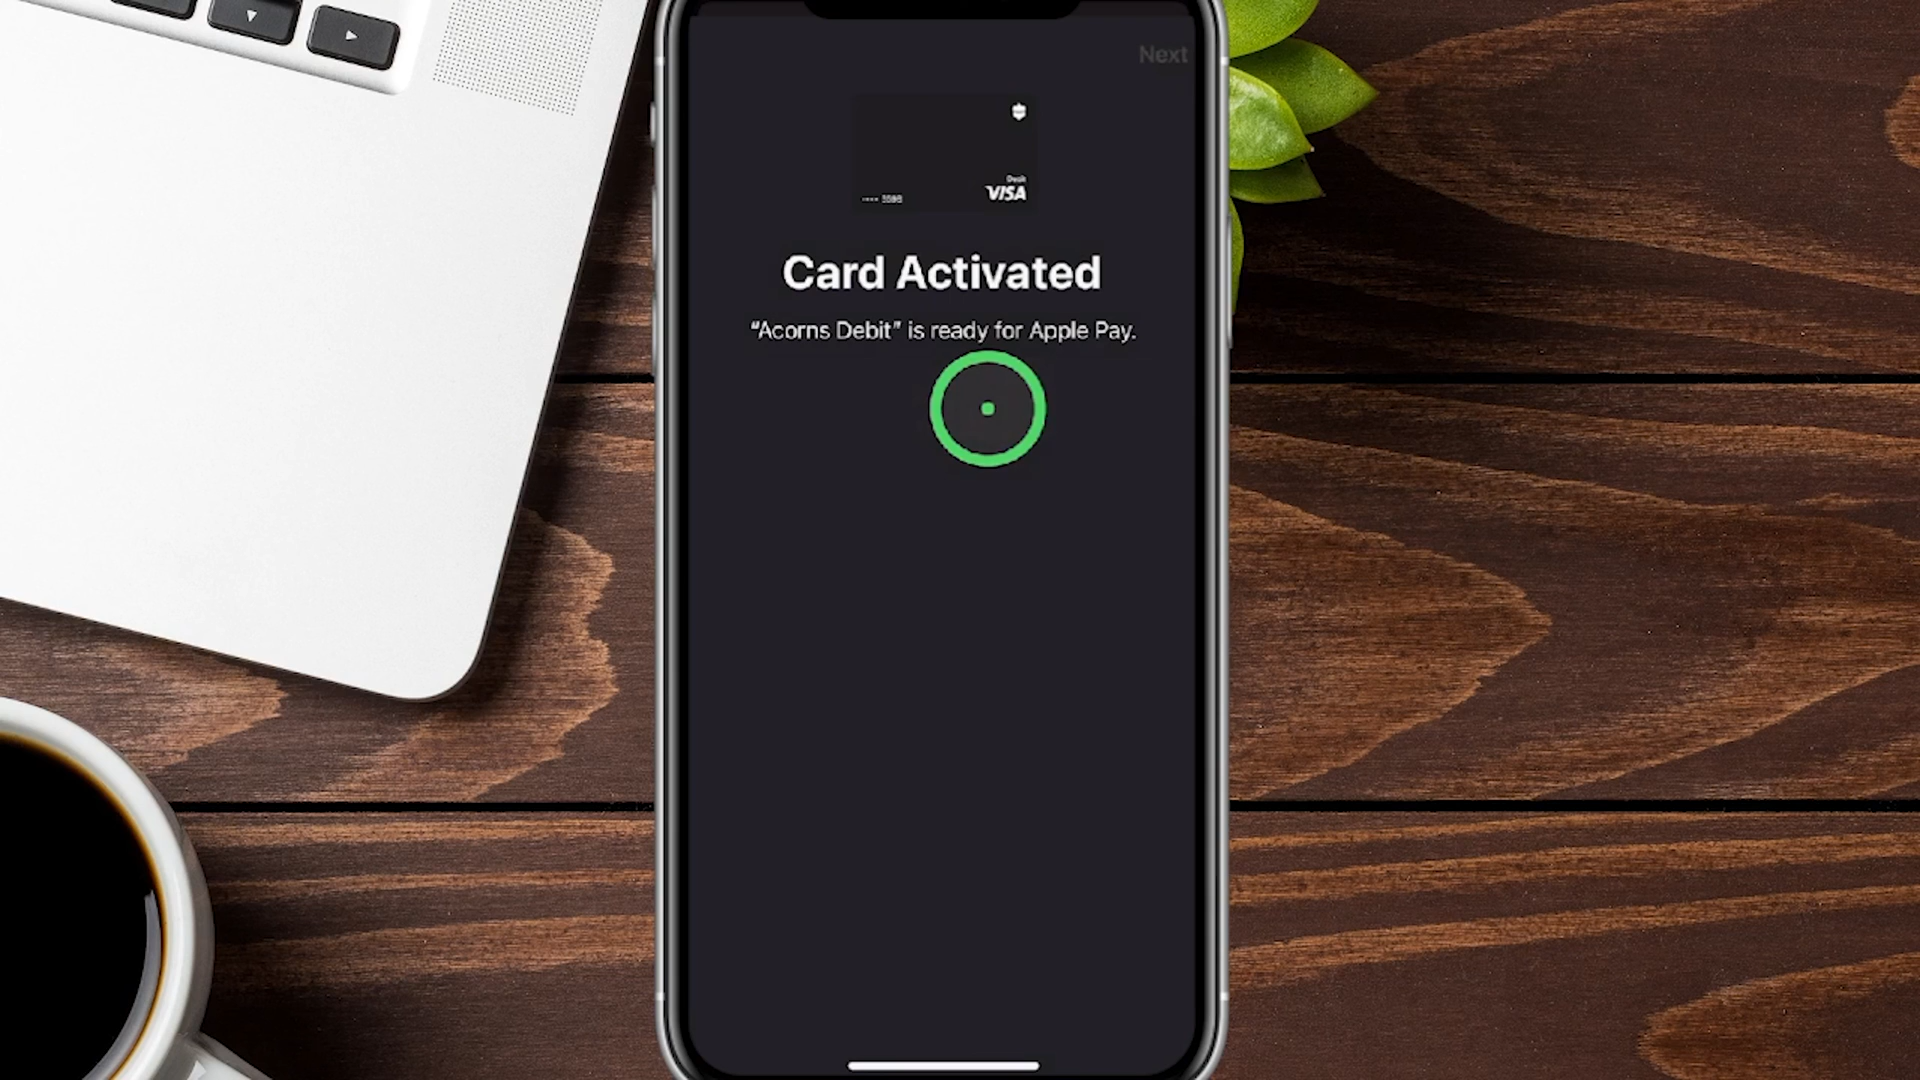 Next
Debit
VISA
Card Activated
“Acorns Debit” is ready for Apple Pay.